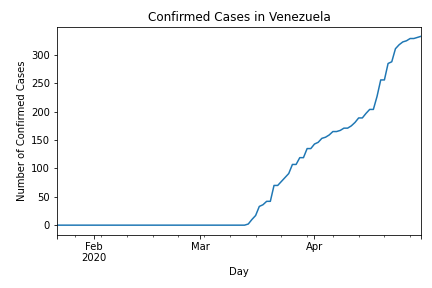 Confirmed Cases in Venezuela
Number of Confirmed Cases
300
250
200
150
100
50
0
Feb
2020
Mar
Apr
Day